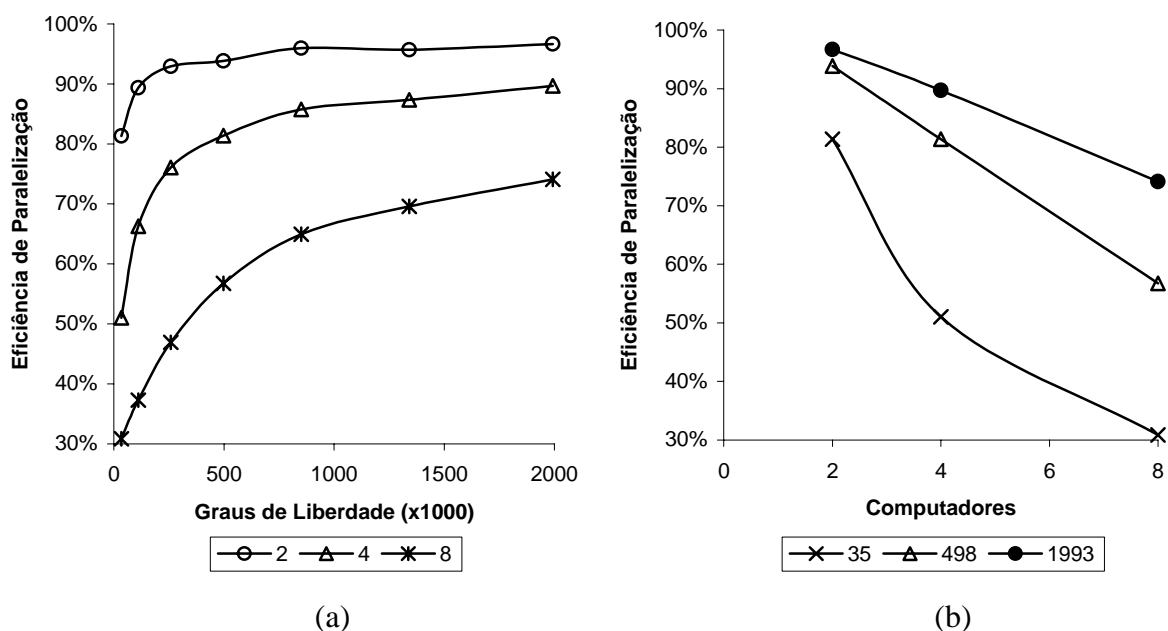 100%
90%
80%
70%
60%
50%
40%
30%
Eficiência de Paralelização
0 500 1000 1500 2000
Graus de Liberdade (x1000)
2 4 8
(a)
100%
90%
80%
70%
60%
50%
40%
30%
Eficiência de Paralelização
0 2 4 6 8
Computadores
35 498 1993
(b)